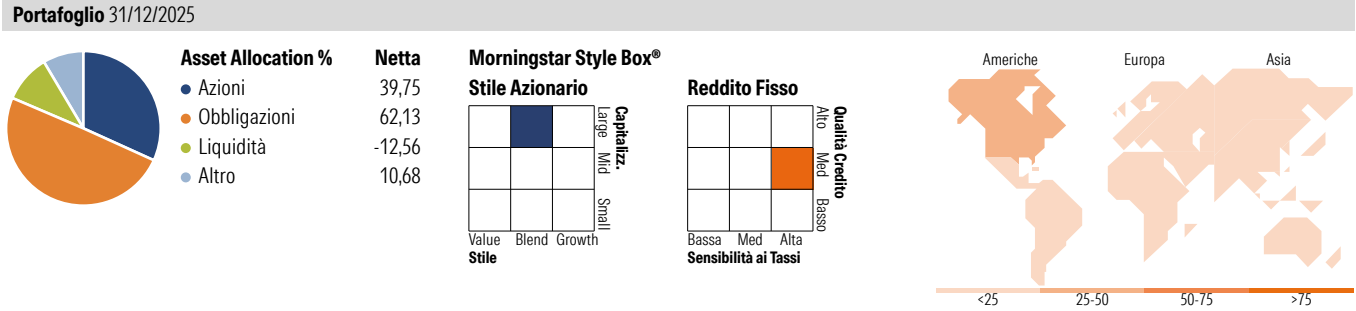 Portafoglio 31/12/2025
Asset Allocation % Netta
Azioni 39,75
Obbligazioni 62,13
Liquidità -12,56
Altro 10,68
Morningstar Style Box®
Stile Azionario
Large Mid Small
Capitalizz.
Value Blend Growth
Stile
Reddito Fisso
Alto Med Basso
Qualità Credito
Bassa Med Alta
Sensibilità ai Tassi
Americhe Europa Asia
<25 25-50 50-75 >75